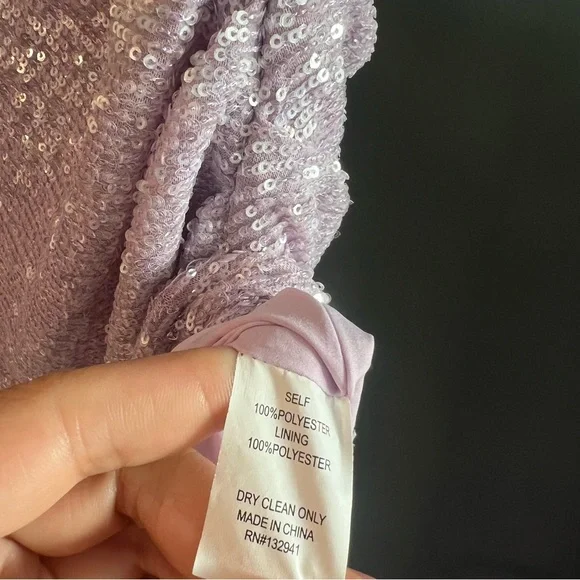 SELF
100%POLYESTER
LINING
100%POLYESTER
DRY CLEAN ONLY
MADE IN CHINA
RN#132941